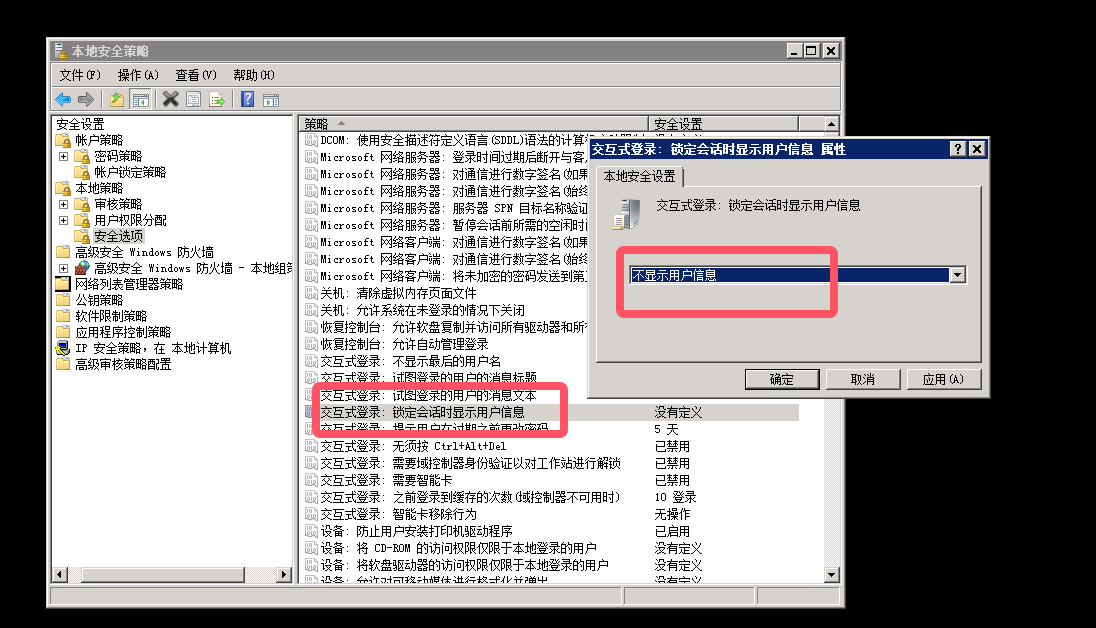 本地安全策略
文件(F) 操作(A) 查看(V) 帮助(H)
安全设置
帐户策略
密码策略
帐户锁定策略
本地策略
审核策略
用户权限分配
安全选项
高级安全 Windows 防火墙
高级安全 Windows 防火墙 - 本地组策
网络列表管理器策略
公钥策略
软件限制策略
应用程序控制策略
IP 安全策略，在 本地计算机
高级审核策略配置
策略 安全设置
DCOM: 使用安全描述符定义语言(SDDL)语法的计算机
Microsoft 网络服务器: 登录时间过期后断开与客
Microsoft 网络服务器: 对通信进行数字签名(如果
Microsoft 网络服务器: 对通信进行数字签名(始终
Microsoft 网络服务器: 服务器 SPN 目标名称验证
Microsoft 网络服务器: 暂停会话前所需的空闲时间
Microsoft 网络客户端: 对通信进行数字签名(如果
Microsoft 网络客户端: 对通信进行数字签名(始终
Microsoft 网络客户端: 将未加密的密码发送到第
关机: 清除虚拟内存页面文件
关机: 允许系统在未登录的情况下关闭
恢复控制台: 允许软盘复制并访问所有驱动器和所
恢复控制台: 允许自动管理登录
交互式登录: 不显示最后的用户名
交互式登录: 试图登录的用户的消息标题
交互式登录: 试图登录的用户的消息文本
交互式登录: 锁定会话时显示用户信息 没有定义
交互式登录: 提示用户在过期之前更改密码 5 天
交互式登录: 无须按 Ctrl+Alt+Del 已禁用
交互式登录: 需要域控制器身份验证以对工作站进行解锁 已禁用
交互式登录: 需要智能卡 已禁用
交互式登录: 之前登录到缓存的次数(域控制器不可用时) 10 登录
交互式登录: 智能卡移除行为 无操作
设备: 防止用户安装打印机驱动程序 已启用
设备: 将 CD-ROM 的访问权限仅限于本地登录的用户 没有定义
设备: 将软盘驱动器的访问权限仅限于本地登录的用户 没有定义
设备: 允许对可移动媒体进行格式化并弹出 没有定义
交互式登录: 锁定会话时显示用户信息 属性
本地安全设置
交互式登录: 锁定会话时显示用户信息
不显示用户信息
确定 取消 应用(A)